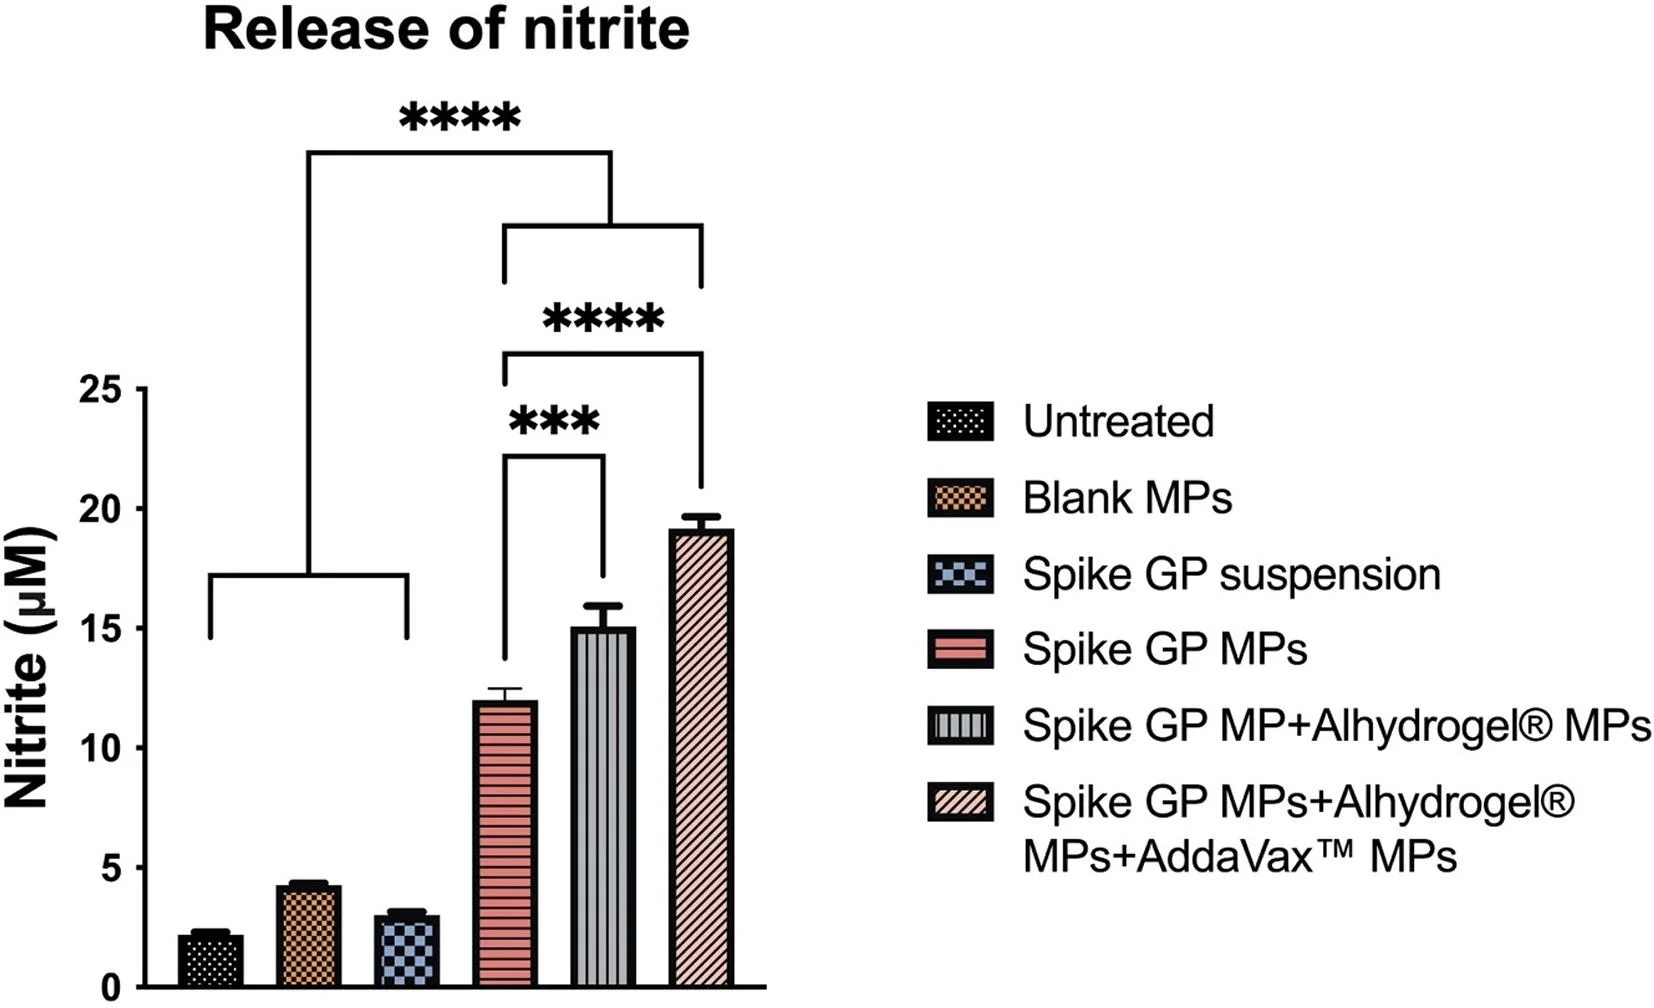 Release of nitrite
****
****
***
Nitrite (µM)
25
20
15
10
5
0
Untreated
Blank MPs
Spike GP suspension
Spike GP MPs
Spike GP MP+Alhydrogel® MPs
Spike GP MPs+Alhydrogel®
MPs+AddaVax™ MPs